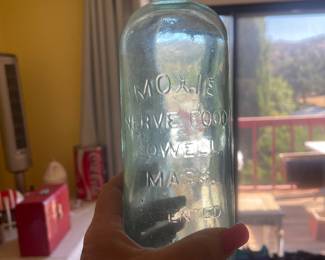 MOXIE
NERVE FOOD
LOWELL
MASS.